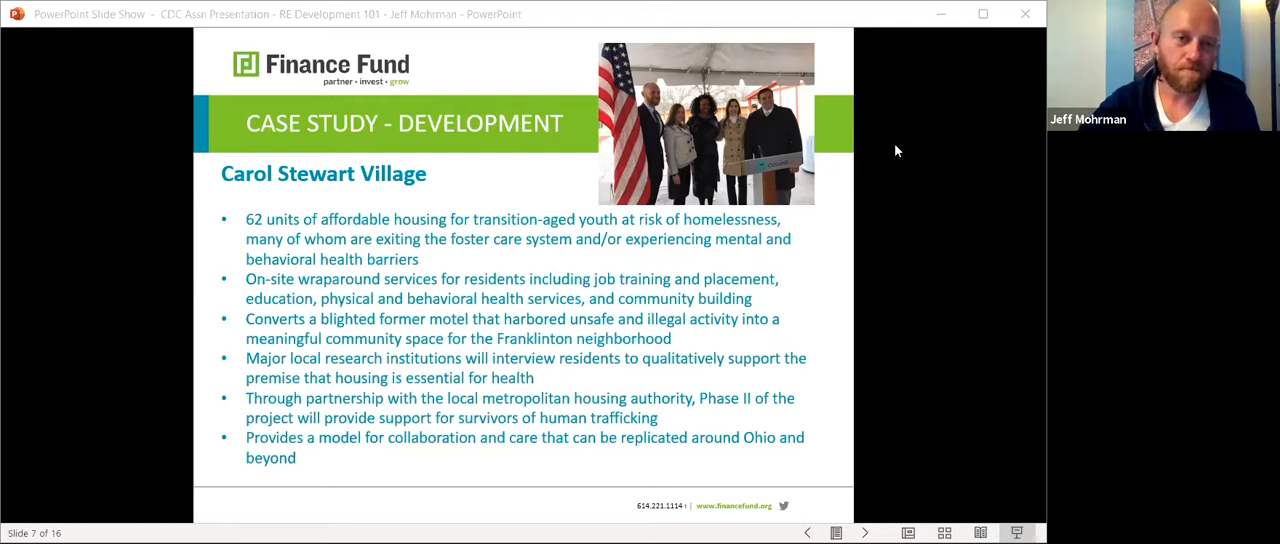 PowerPoint Slide Show - CDC Assn Presentation - RE Development 101 - Jeff Mohrman - PowerPoint
Finance Fund
partner • invest • grow
CASE STUDY - DEVELOPMENT
Jeff Mohrman
Carol Stewart Village
• 62 units of affordable housing for transition-aged youth at risk of homelessness,
many of whom are exiting the foster care system and/or experiencing mental and
behavioral health barriers
• On-site wraparound services for residents including job training and placement,
education, physical and behavioral health services, and community building
• Converts a blighted former motel that harbored unsafe and illegal activity into a
meaningful community space for the Franklinton neighborhood
• Major local research institutions will interview residents to qualitatively support the
premise that housing is essential for health
• Through partnership with the local metropolitan housing authority, Phase II of the
project will provide support for survivors of human trafficking
• Provides a model for collaboration and care that can be replicated around Ohio and
beyond
614.221.1114 t | www.financefund.org
Slide 7 of 16